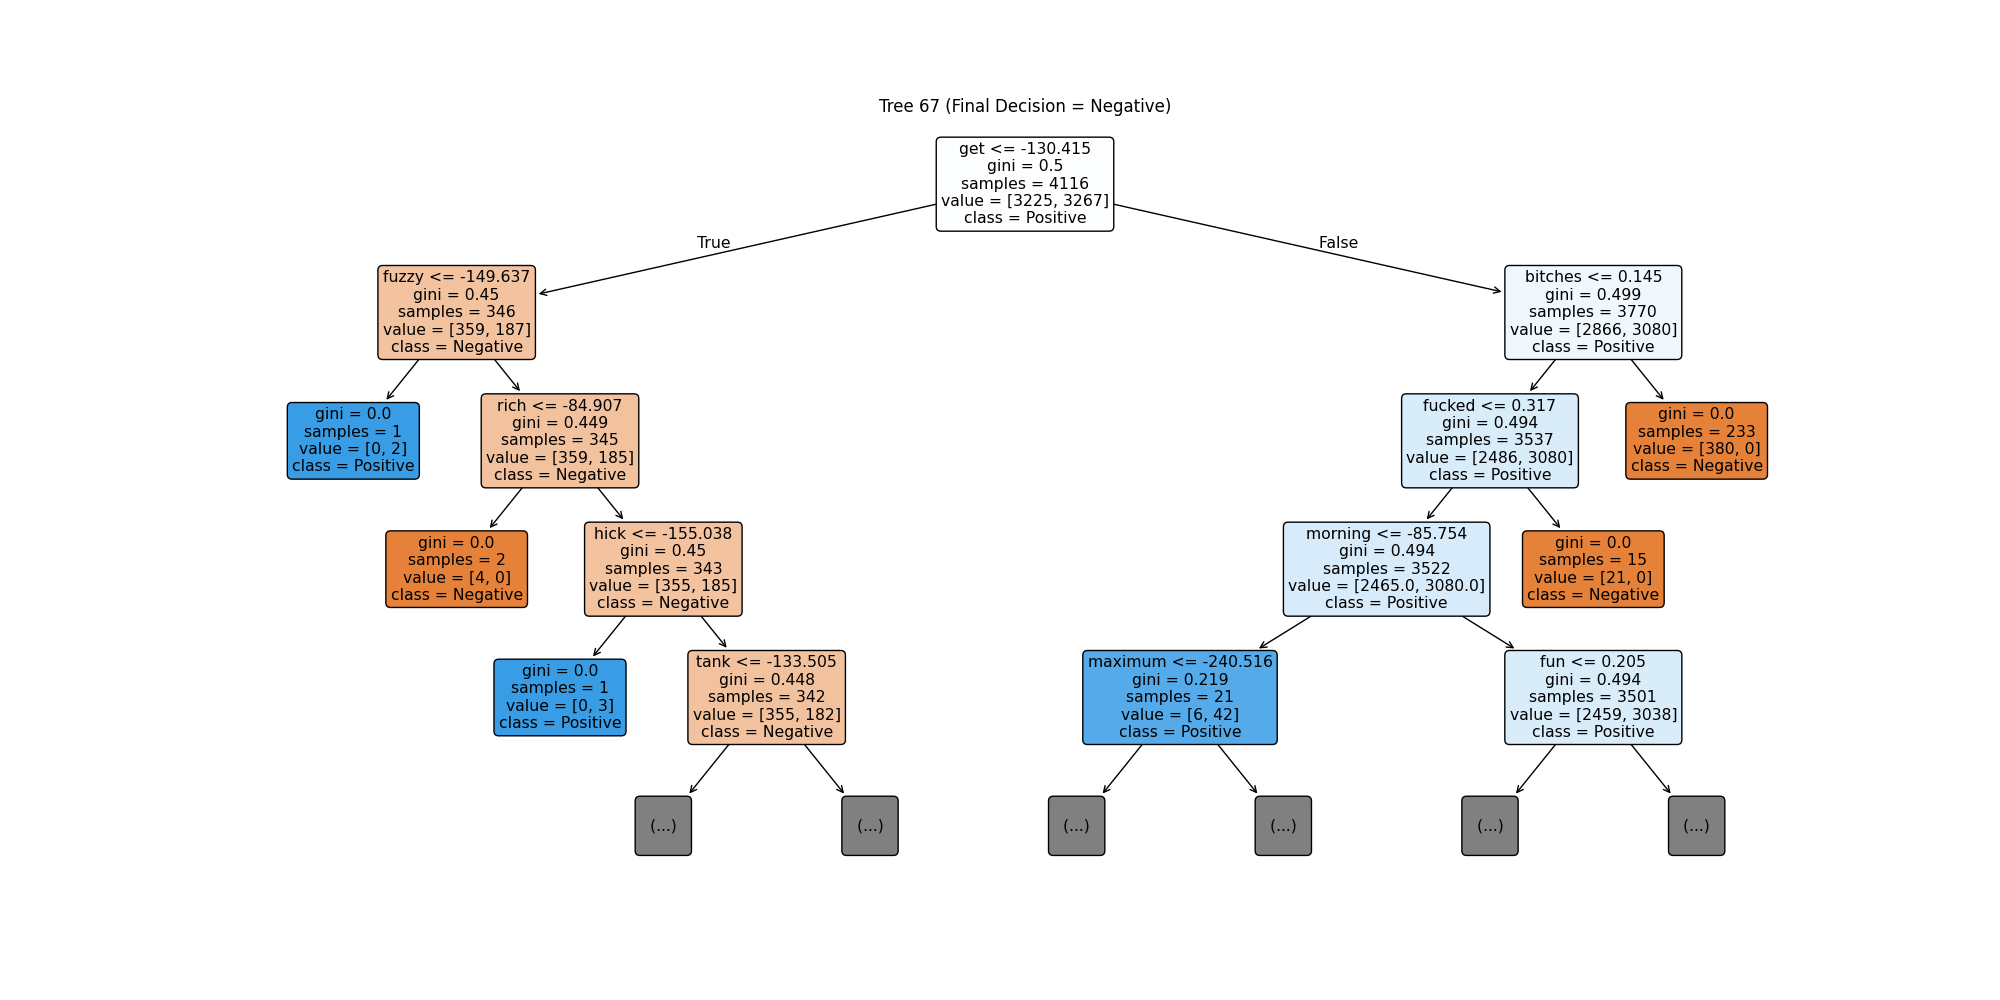 Tree 67 (Final Decision = Negative)
get <= -130.415
gini = 0.5
samples = 4116
value = [3225, 3267]
class = Positive
True
False
fuzzy <= -149.637
gini = 0.45
samples = 346
value = [359, 187]
class = Negative
bitches <= 0.145
gini = 0.499
samples = 3770
value = [2866, 3080]
class = Positive
gini = 0.0
samples = 1
value = [0, 2]
class = Positive
rich <= -84.907
gini = 0.449
samples = 345
value = [359, 185]
class = Negative
fucked <= 0.317
gini = 0.494
samples = 3537
value = [2486, 3080]
class = Positive
gini = 0.0
samples = 233
value = [380, 0]
class = Negative
gini = 0.0
samples = 2
value = [4, 0]
class = Negative
hick <= -155.038
gini = 0.45
samples = 343
value = [355, 185]
class = Negative
morning <= -85.754
gini = 0.494
samples = 3522
value = [2465.0, 3080.0]
class = Positive
gini = 0.0
samples = 15
value = [21, 0]
class = Negative
gini = 0.0
samples = 1
value = [0, 3]
class = Positive
tank <= -133.505
gini = 0.448
samples = 342
value = [355, 182]
class = Negative
maximum <= -240.516
gini = 0.219
samples = 21
value = [6, 42]
class = Positive
fun <= 0.205
gini = 0.494
samples = 3501
value = [2459, 3038]
class = Positive
(...)
(...)
(...)
(...)
(...)
(...)